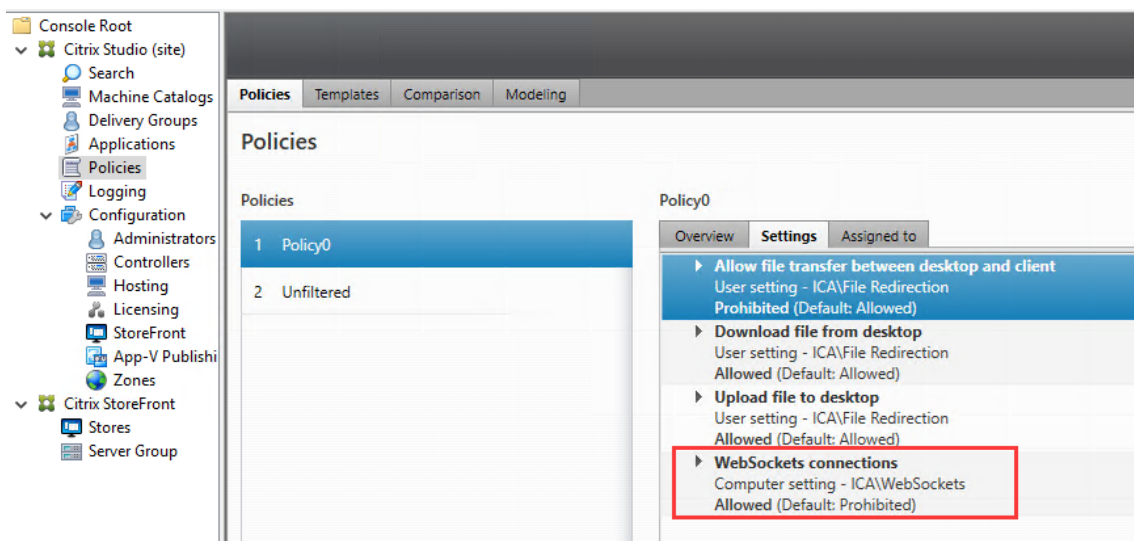 Console Root
Citrix Studio (site)
Search
Machine Catalogs
Delivery Groups
Applications
Policies
Logging
Configuration
Administrators
Controllers
Hosting
Licensing
StoreFront
App-V Publishi
Zones
Citrix StoreFront
Stores
Server Group
Policies Templates Comparison Modeling
Policies
Policies
1 Policy0
2 Unfiltered
Policy0
Overview Settings Assigned to
Allow file transfer between desktop and client
User setting - ICA\File Redirection
Prohibited (Default: Allowed)
Download file from desktop
User setting - ICA\File Redirection
Allowed (Default: Allowed)
Upload file to desktop
User setting - ICA\File Redirection
Allowed (Default: Allowed)
WebSockets connections
Computer setting - ICA\WebSockets
Allowed (Default: Prohibited)